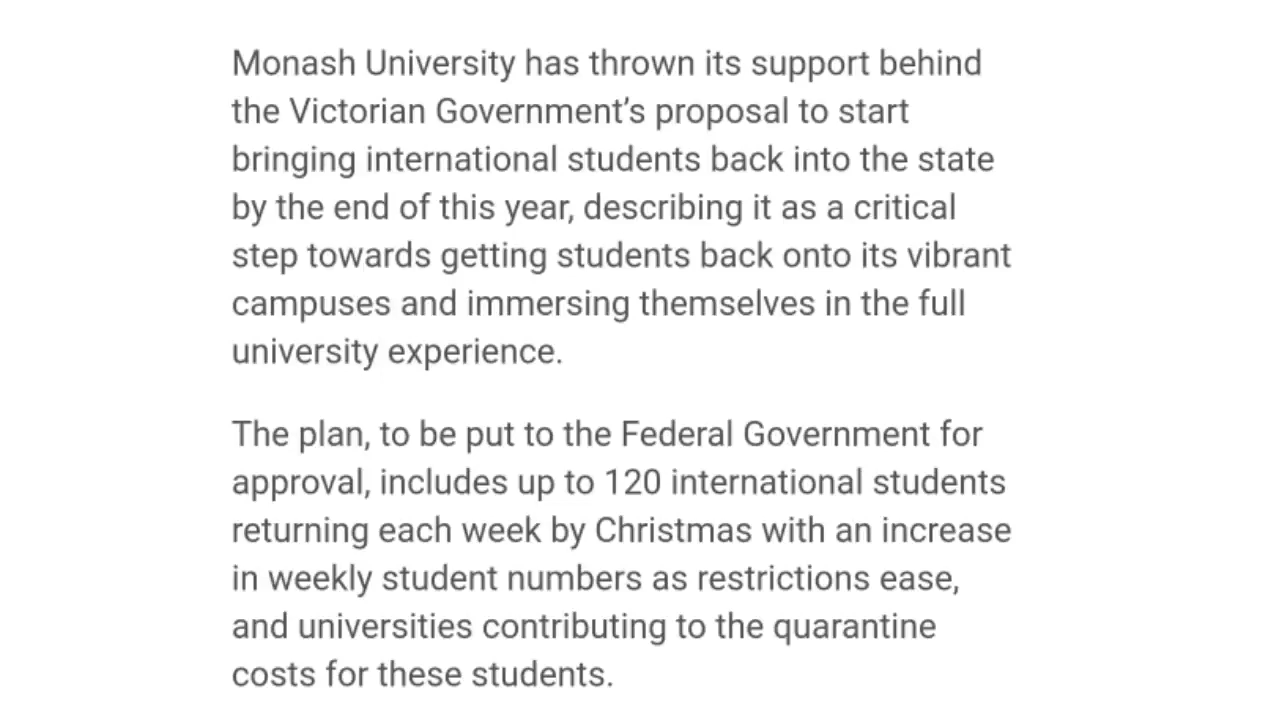 Monash University has thrown its support behind
the Victorian Government’s proposal to start
bringing international students back into the state
by the end of this year, describing it as a critical
step towards getting students back onto its vibrant
campuses and immersing themselves in the full
university experience.
The plan, to be put to the Federal Government for
approval, includes up to 120 international students
returning each week by Christmas with an increase
in weekly student numbers as restrictions ease,
and universities contributing to the quarantine
costs for these students.